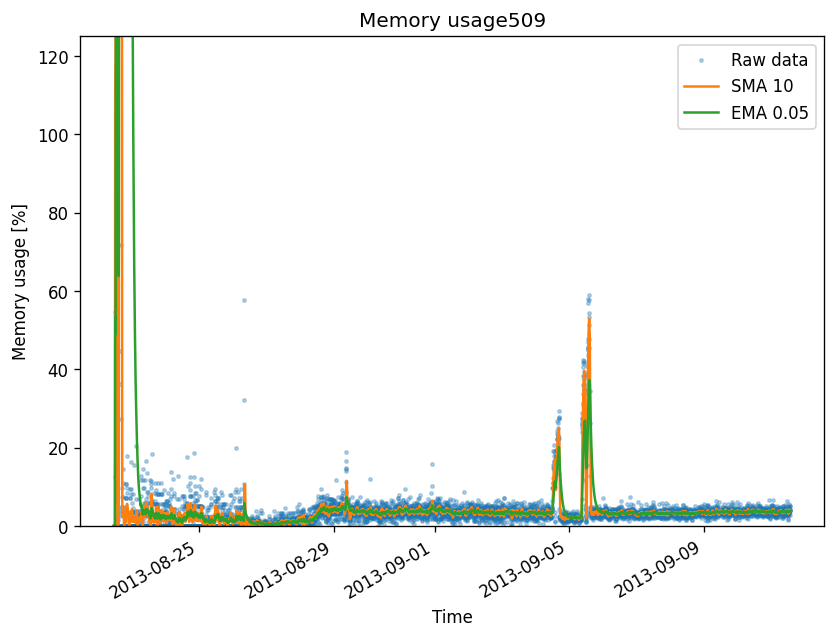 Memory usage509
Memory usage [%]
120
100
80
60
40
20
0
Raw data
SMA 10
EMA 0.05
2013-08-25
2013-08-29
2013-09-01
2013-09-05
2013-09-09
Time